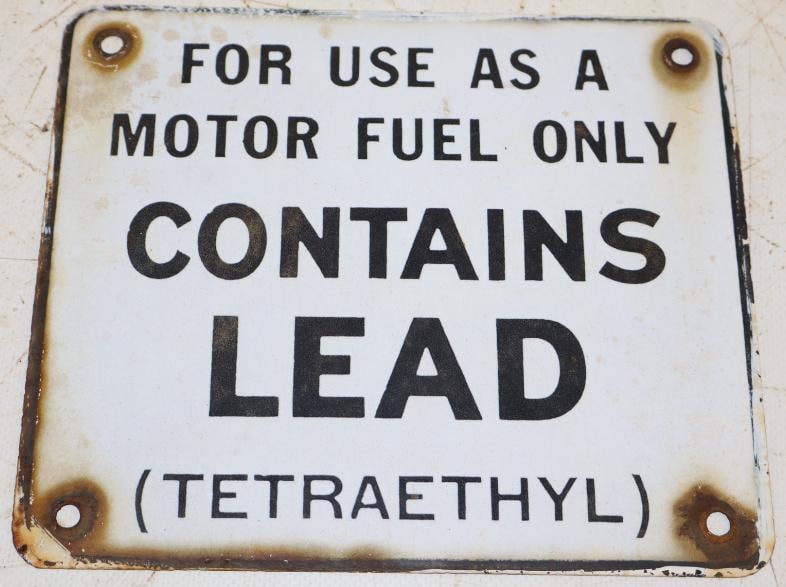 FOR USE AS A
MOTOR FUEL ONLY
CONTAINS
LEAD
(TETRAETHYL)